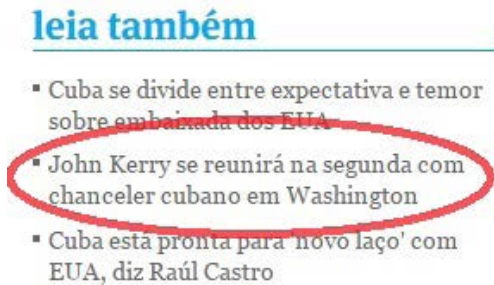 leia também
▪ Cuba se divide entre expectativa e temor
sobre embaixada dos EUA
▪ John Kerry se reunirá na segunda com
chanceler cubano em Washington
▪ Cuba está pronta para 'novo laço' com
EUA, diz Raúl Castro